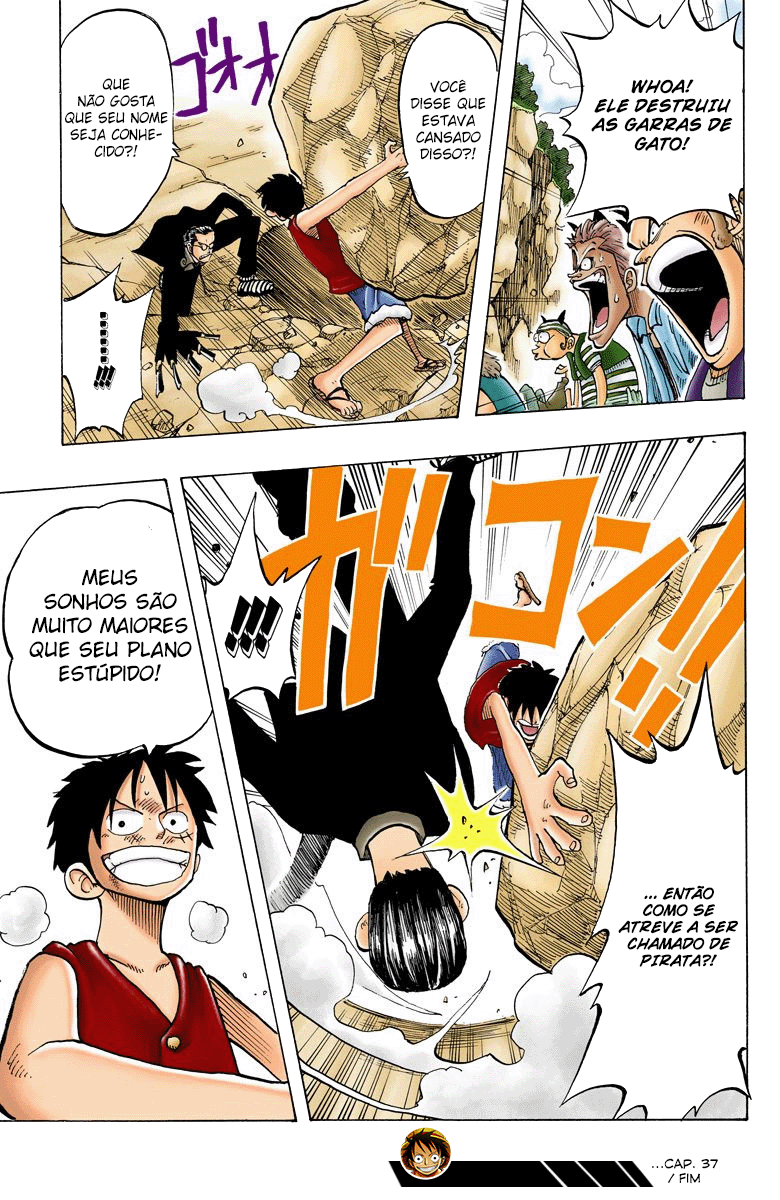 WHOA!
ELE DESTRUIU
AS GARRAS DE
GATO!
VOCÊ
DISSE QUE
ESTAVA
CANSADO
DISSO?!
ゴオオ
QUE
NÃO GOSTA
QUE SEU NOME
SEJA CONHE-
CIDO?!
......!!!
ガコン!!
!!!
... ENTÃO
COMO SE
ATREVE A SER
CHAMADO DE
PIRATA?!
MEUS
SONHOS SÃO
MUITO MAIORES
QUE SEU PLANO
ESTÚPIDO!
...CAP. 37
/ FIM